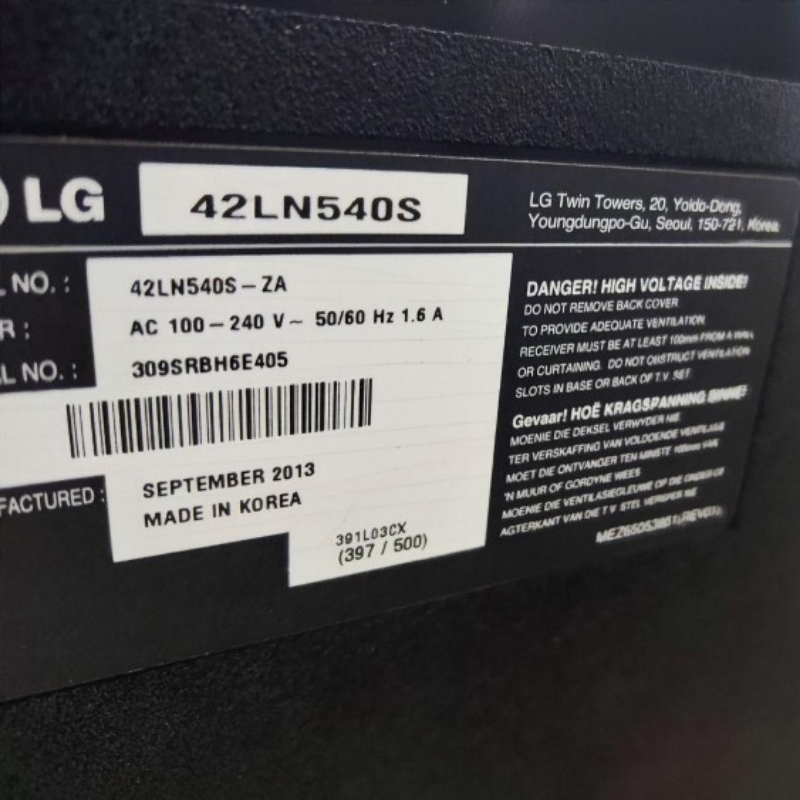 LG
42LN540S
LG Twin Towers, 20, Yoido-Dong,
Youngdungpo-Gu, Seoul, 150-721, Korea
L NO. :
42LN540S-ZA
R :
AC 100-240 V~ 50/60 Hz 1.6 A
L NO. :
309SRBH6E405
FACTURED :
SEPTEMBER 2013
MADE IN KOREA
391L03CX
(397 / 500)
DANGER! HIGH VOLTAGE INSIDE!
DO NOT REMOVE BACK COVER
TO PROVIDE ADEQUATE VENTILATION
RECEIVER MUST BE AT LEAST 100mm FROM A WALL
OR CURTAINING. DO NOT OBSTRUCT VENTILATION
SLOTS IN BASE OR BACK OF T.V. SET
Gevaar! HOË KRAGSPANNING BINNE!
MOENIE DIE DEKSEL VERWYDER NIE
TER VERSKAFFING VAN VOLDOENDE VENTILASIE
MOET DIE ONTVANGER TEN MINSTE 100mm VAN
'N MUUR OF GORDYNE WEES
MOENIE DIE VENTILASIEGLEUWE OP DIE ONDER OF
AGTERKANT VAN DIE T.V STEL VERSPER NIE